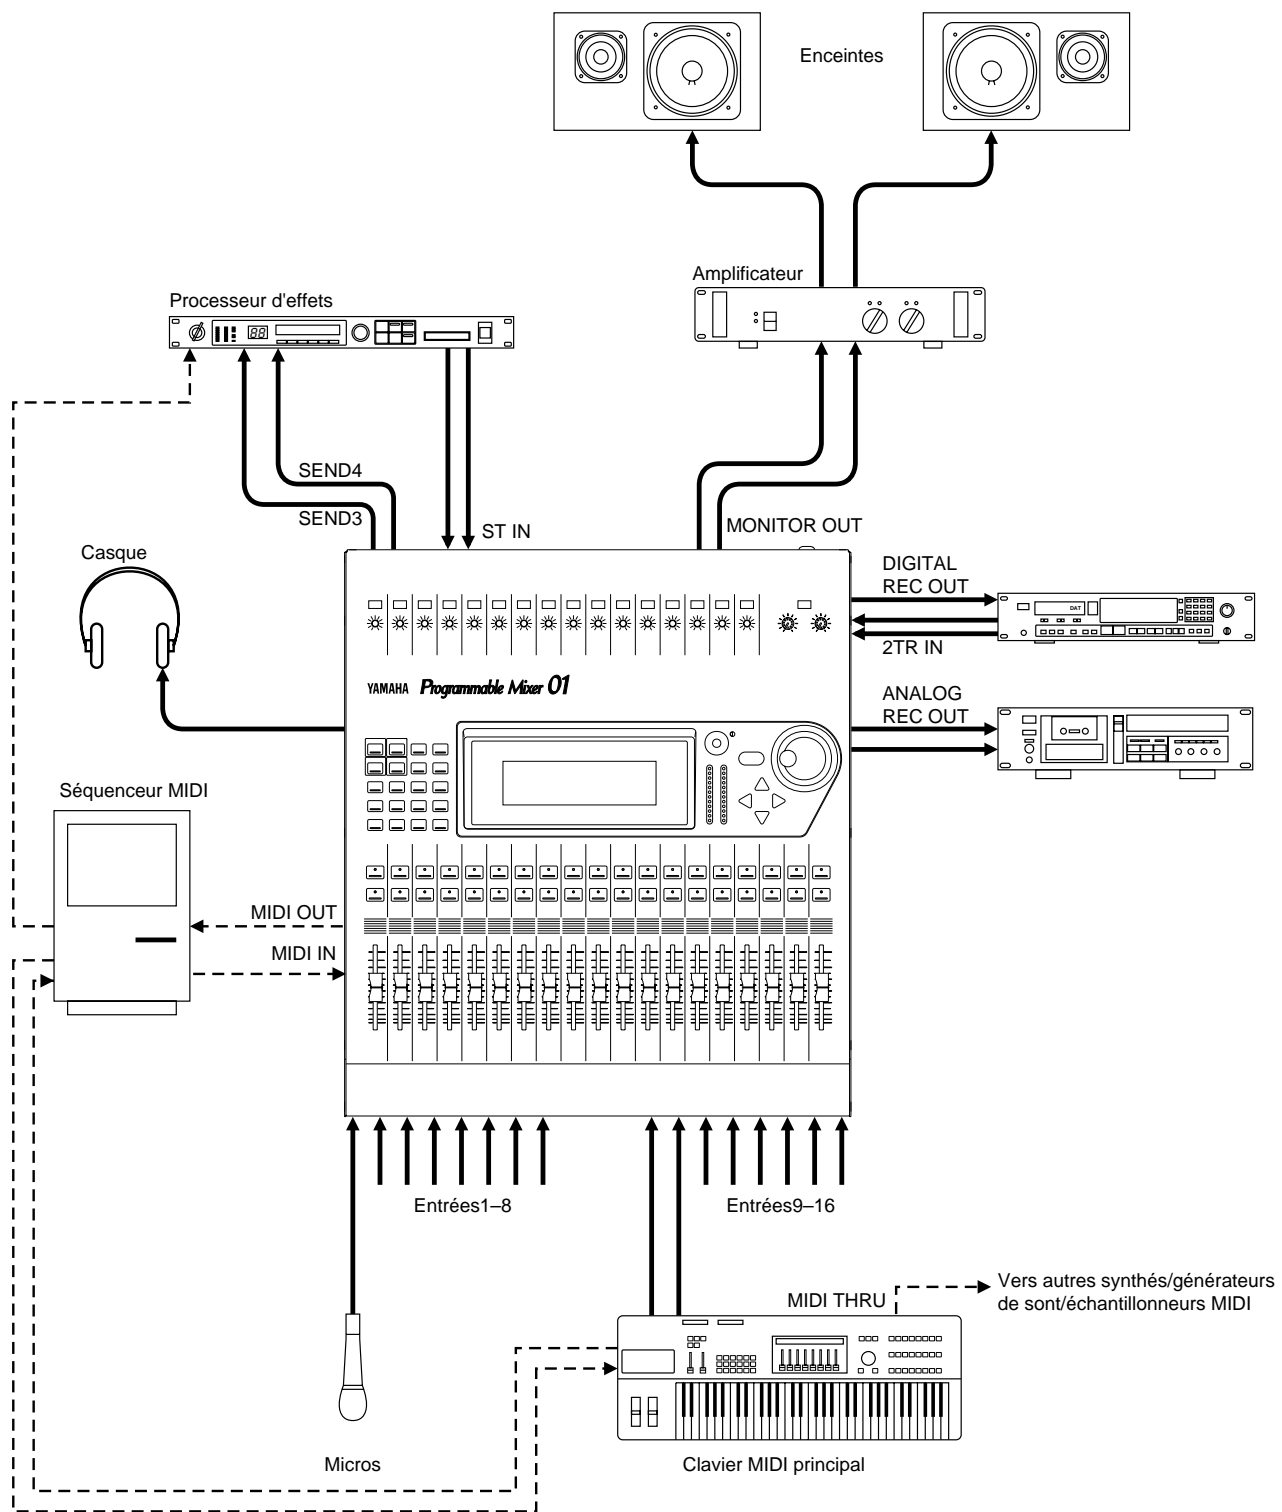 Enceintes
Amplificateur
Processeur d'effets
88
SEND4
SEND3
ST IN
MONITOR OUT
Casque
DIGITAL
REC OUT
DAT
2TR IN
YAMAHA Programmable Mixer 01
ANALOG
REC OUT
Séquenceur MIDI
MIDI OUT
MIDI IN
Entrées1–8
Entrées9–16
MIDI THRU
Vers autres synthés/générateurs
de sont/échantillonneurs MIDI
Micros
Clavier MIDI principal